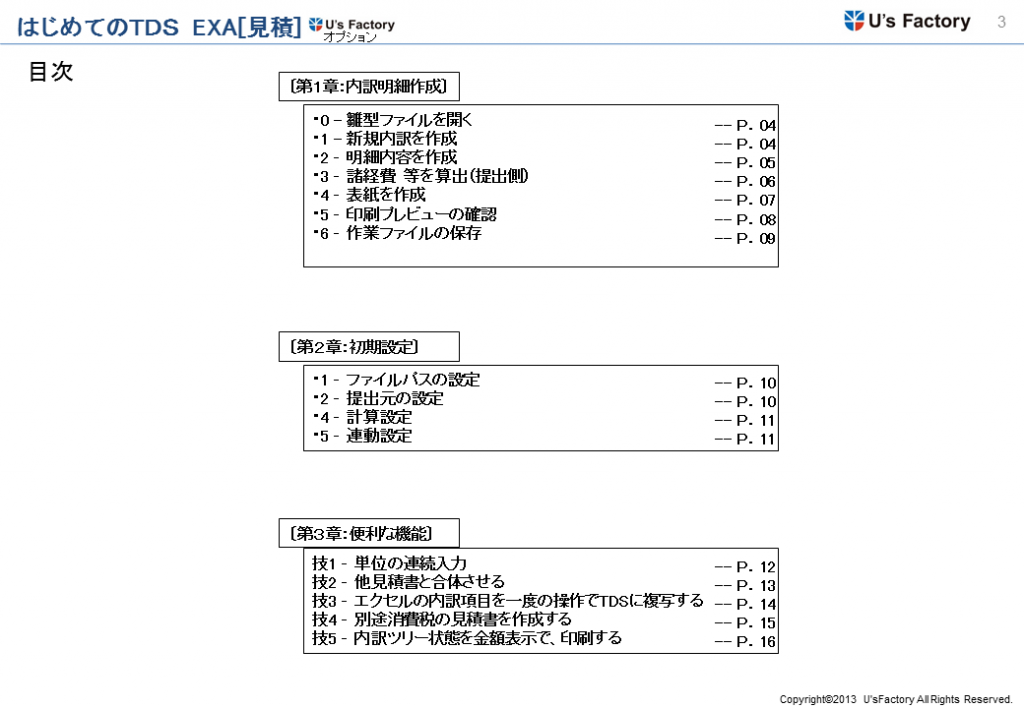 はじめてのTDS EXA[見積] U's Factory
オプション
U's Factory 3
目次
〔第1章:内訳明細作成〕
・0 - 雛型ファイルを開く -- P. 04
・1 - 新規内訳を作成 -- P. 04
・2 - 明細内容を作成 -- P. 05
・3 - 諸経費 等を算出(提出側) -- P. 06
・4 - 表紙を作成 -- P. 07
・5 - 印刷プレビューの確認 -- P. 08
・6 - 作業ファイルの保存 -- P. 09
〔第2章:初期設定〕
・1 - ファイルパスの設定 -- P. 10
・2 - 提出元の設定 -- P. 10
・4 - 計算設定 -- P. 11
・5 - 連動設定 -- P. 11
〔第3章:便利な機能〕
技1 - 単位の連続入力 -- P. 12
技2 - 他見積書と合体させる -- P. 13
技3 - エクセルの内訳項目を一度の操作でTDSに複写する -- P. 14
技4 - 別途消費税の見積書を作成する -- P. 15
技5 - 内訳ツリー状態を金額表示で、印刷する -- P. 16
Copyright©2013 U'sFactory All Rights Reserved.